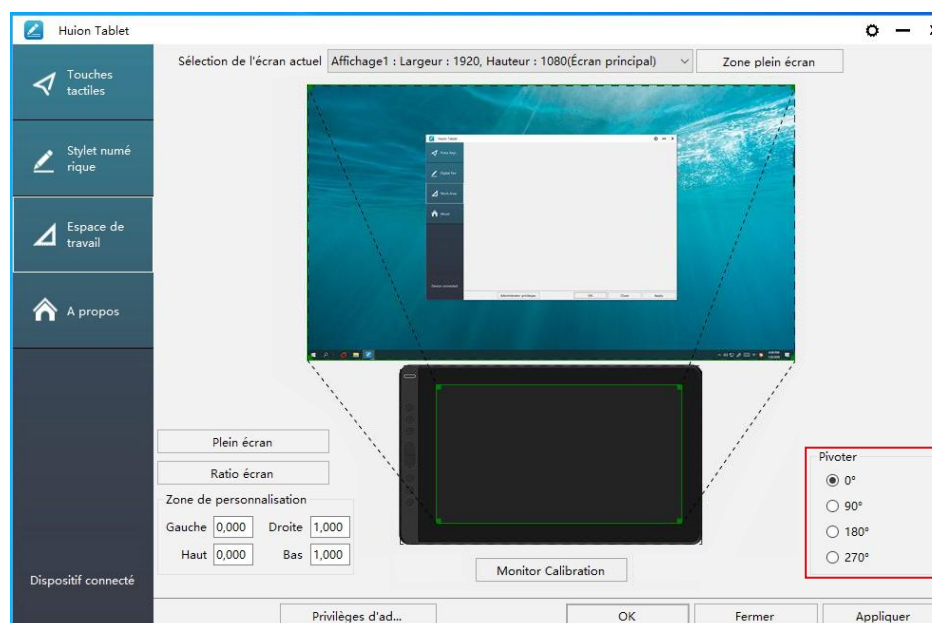 Huion Tablet
Sélection de l'écran actuel Affichage1 : Largeur : 1920, Hauteur : 1080(Écran principal) Zone plein écran
Touches
tactiles
Stylet numé
rique
Espace de
travail
A propos
Dispositif connecté
Huion Tablet
Plein écran
Ratio écran
Zone de personnalisation
Gauche 0,000 Droite 1,000
Haut 0,000 Bas 1,000
Monitor Calibration
Pivoter
0°
90°
180°
270°
Privilèges d'ad... OK Fermer Appliquer